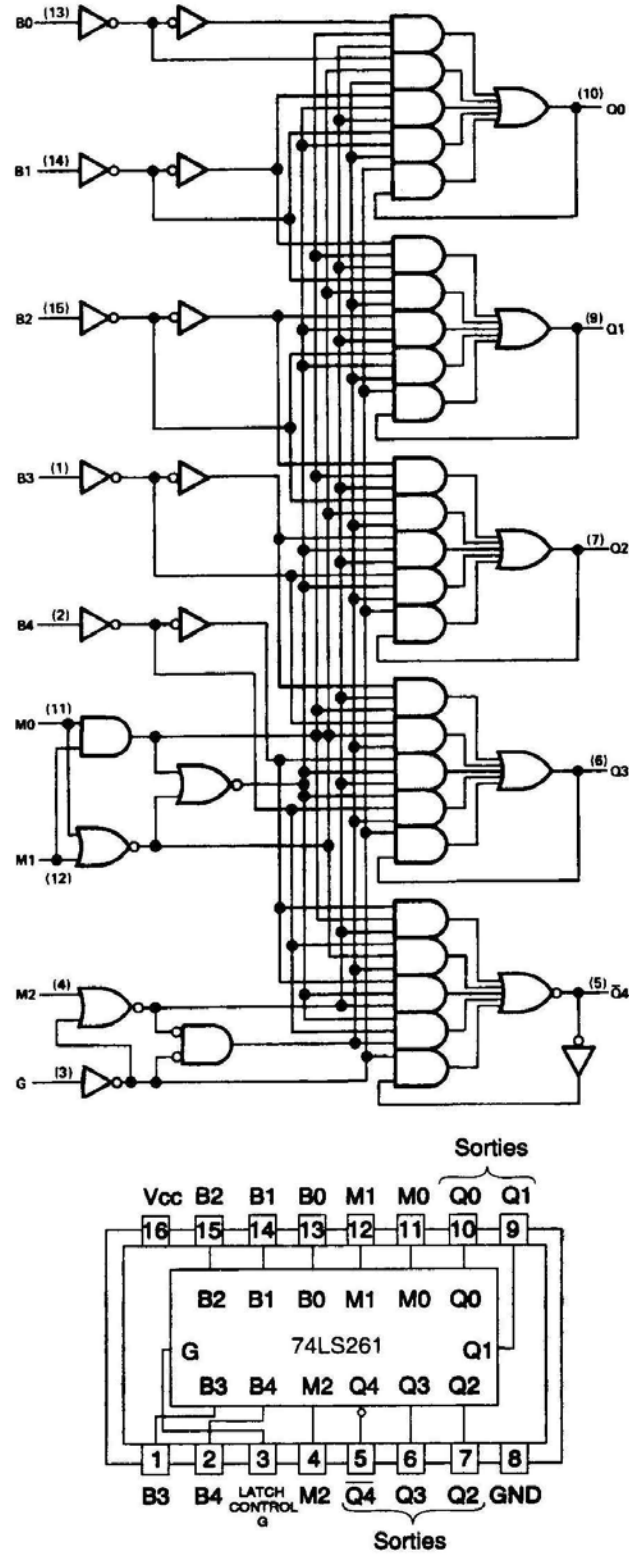 B0 (13)
(10) Q0
B1 (14)
B2 (15)
(9) Q1
B3 (1)
(7) Q2
B4 (2)
M0 (11)
(6) Q3
M1 (12)
M2 (4)
(5) Q̅4
G (3)
Sorties
Vcc B2 B1 B0 M1 M0 Q0 Q1
16 15 14 13 12 11 10 9
B2 B1 B0 M1 M0 Q0
74LS261
G Q1
B3 B4 M2 Q4 Q3 Q2
1 2 3 4 5 6 7 8
B3 B4 LATCH CONTROL G M2 Q̅4̅ Q3 Q2 GND
Sorties